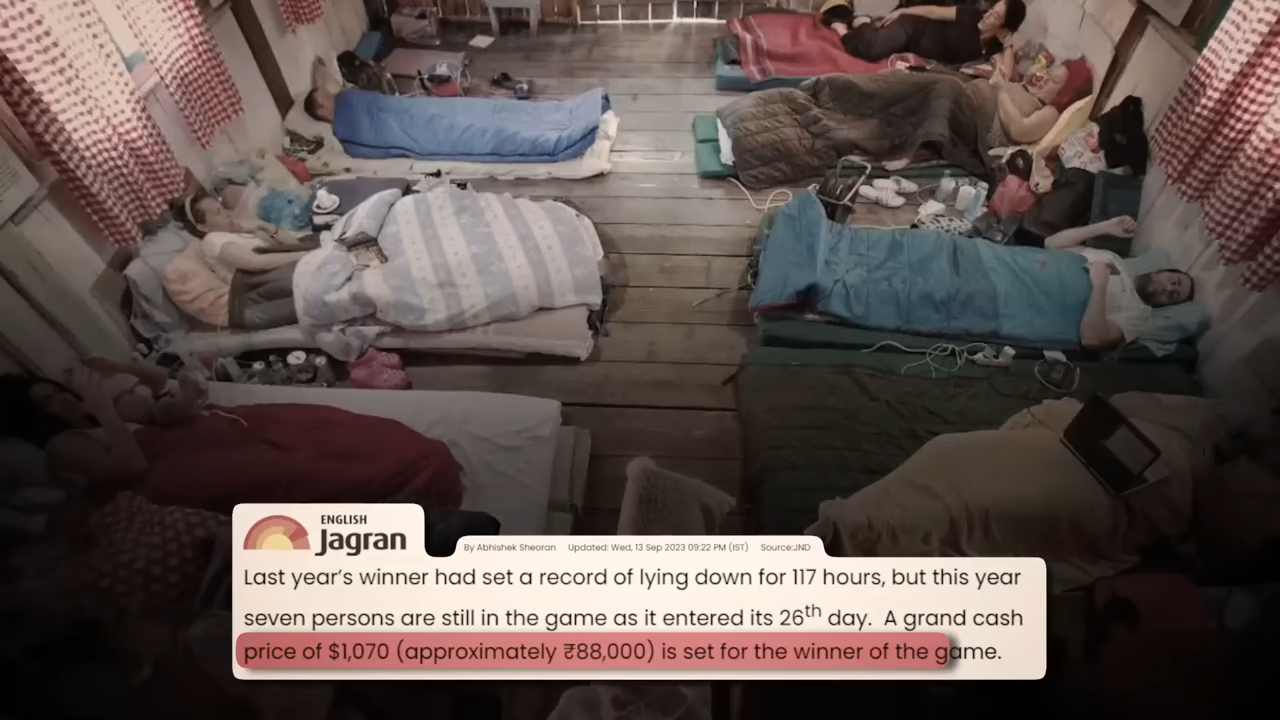 ENGLISH
Jagran
By Abhishek Sheoran Updated: Wed, 13 Sep 2023 09:22 PM (IST) Source:JND
Last year's winner had set a record of lying down for 117 hours, but this year
seven persons are still in the game as it entered its 26th day. A grand cash
price of $1,070 (approximately ₹88,000) is set for the winner of the game.